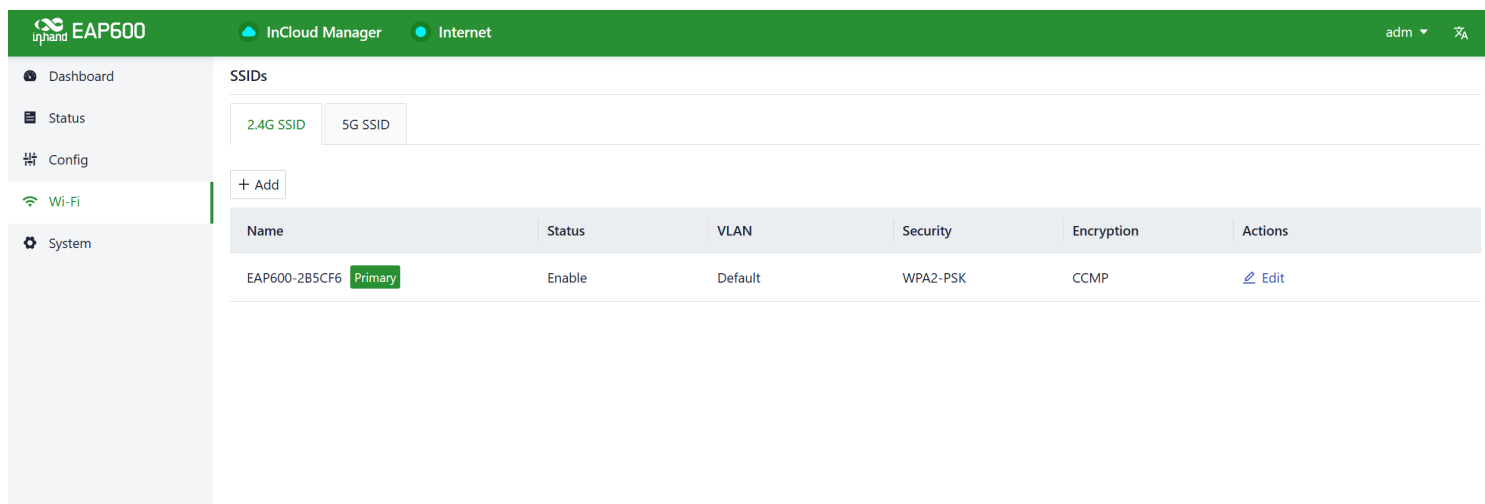 inhand EAP600 InCloud Manager Internet adm
Dashboard
Status
Config
Wi-Fi
System
SSIDs
2.4G SSID 5G SSID
+ Add
Name Status VLAN Security Encryption Actions
EAP600-2B5CF6 Primary Enable Default WPA2-PSK CCMP Edit